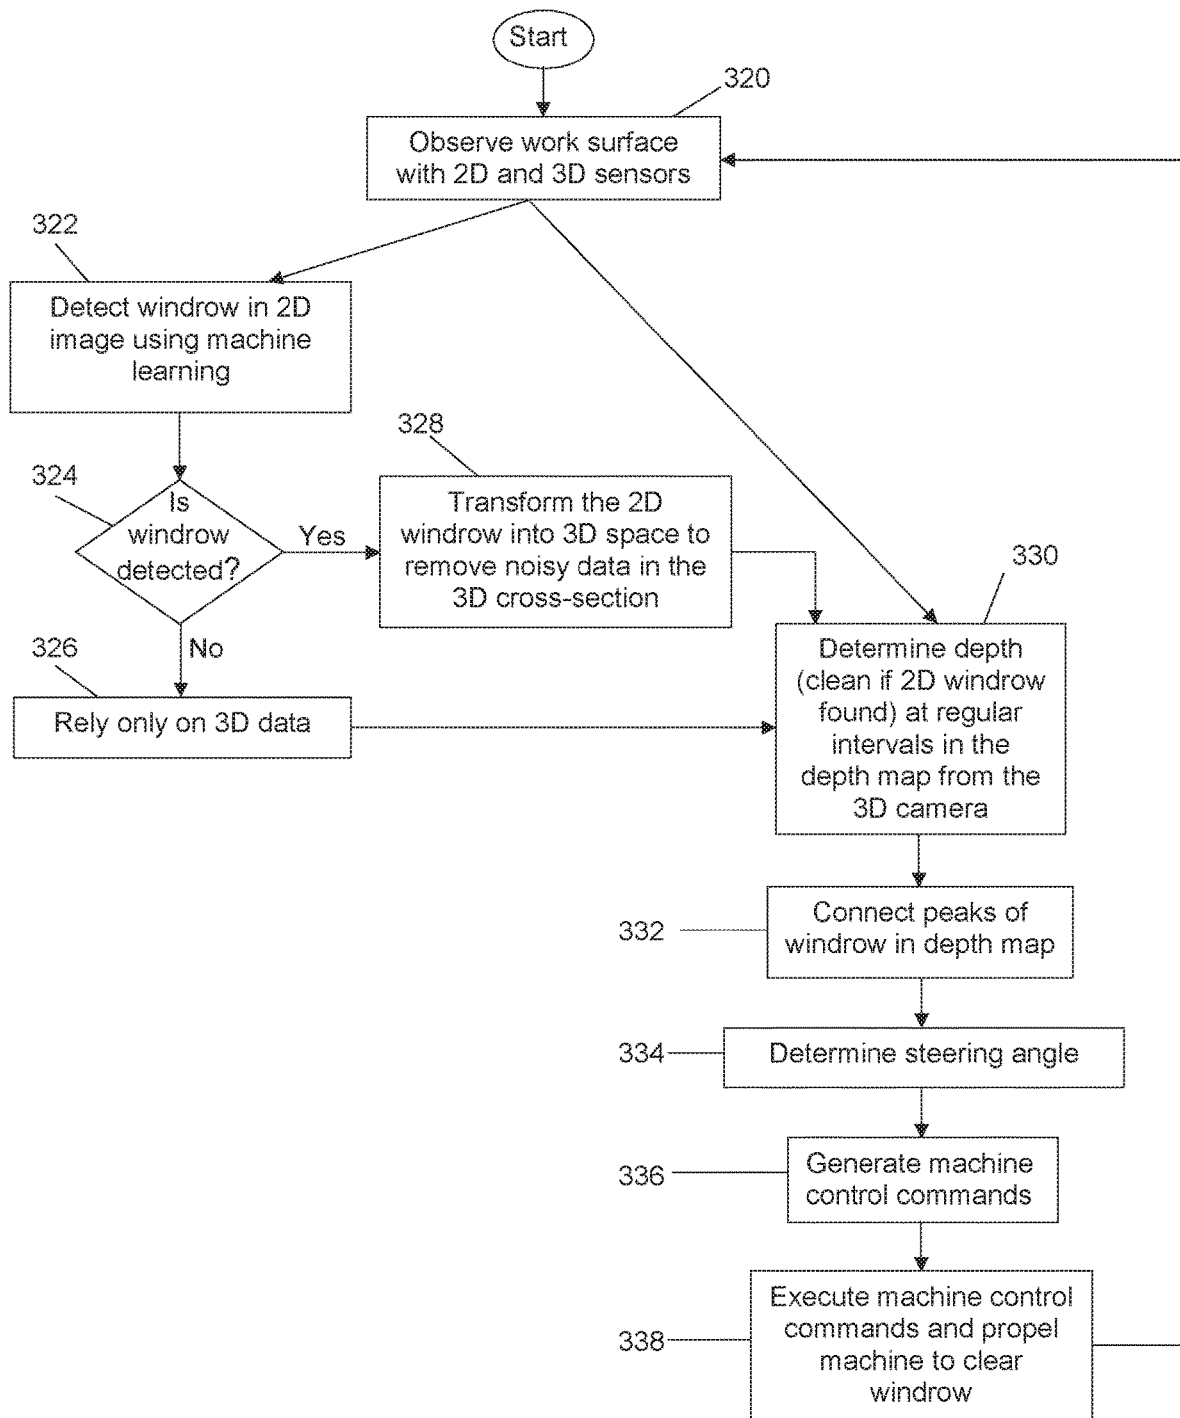 Start
320
Observe work surface
with 2D and 3D sensors
322
Detect windrow in 2D
image using machine
learning
324
Is
windrow
detected?
Yes
328
Transform the 2D
windrow into 3D space to
remove noisy data in the
3D cross-section
No
326
Rely only on 3D data
330
Determine depth
(clean if 2D windrow
found) at regular
intervals in the
depth map from the
3D camera
332
Connect peaks of
windrow in depth map
334
Determine steering angle
336
Generate machine
control commands
338
Execute machine control
commands and propel
machine to clear
windrow